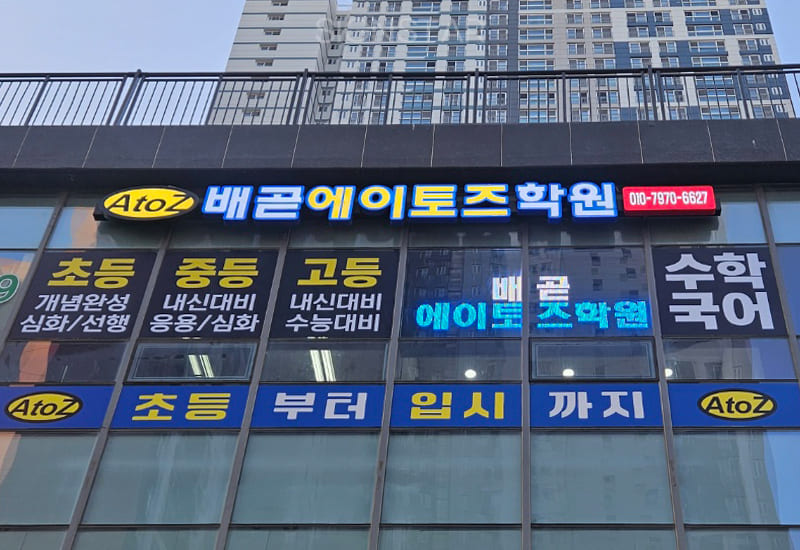 AtoZ 배곧에이토즈학원 010-7970-6627
초등
개념완성
심화/선행
중등
내신대비
응용/심화
고등
내신대비
수능대비
배곧
에이토즈학원
수학
국어
AtoZ 초등 부터 입시 까지 AtoZ